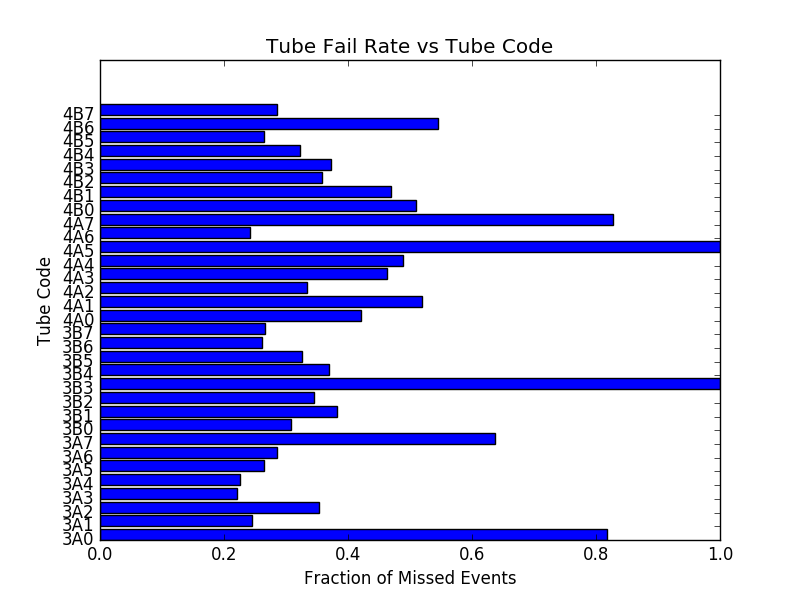 Tube Fail Rate vs Tube Code
4B7
4B6
4B5
4B4
4B3
4B2
4B1
4B0
4A7
4A6
4A5
4A4
4A3
4A2
4A1
4A0
3B7
3B6
3B5
3B4
3B3
3B2
3B1
3B0
3A7
3A6
3A5
3A4
3A3
3A2
3A1
3A0
Tube Code
0.0 0.2 0.4 0.6 0.8 1.0
Fraction of Missed Events